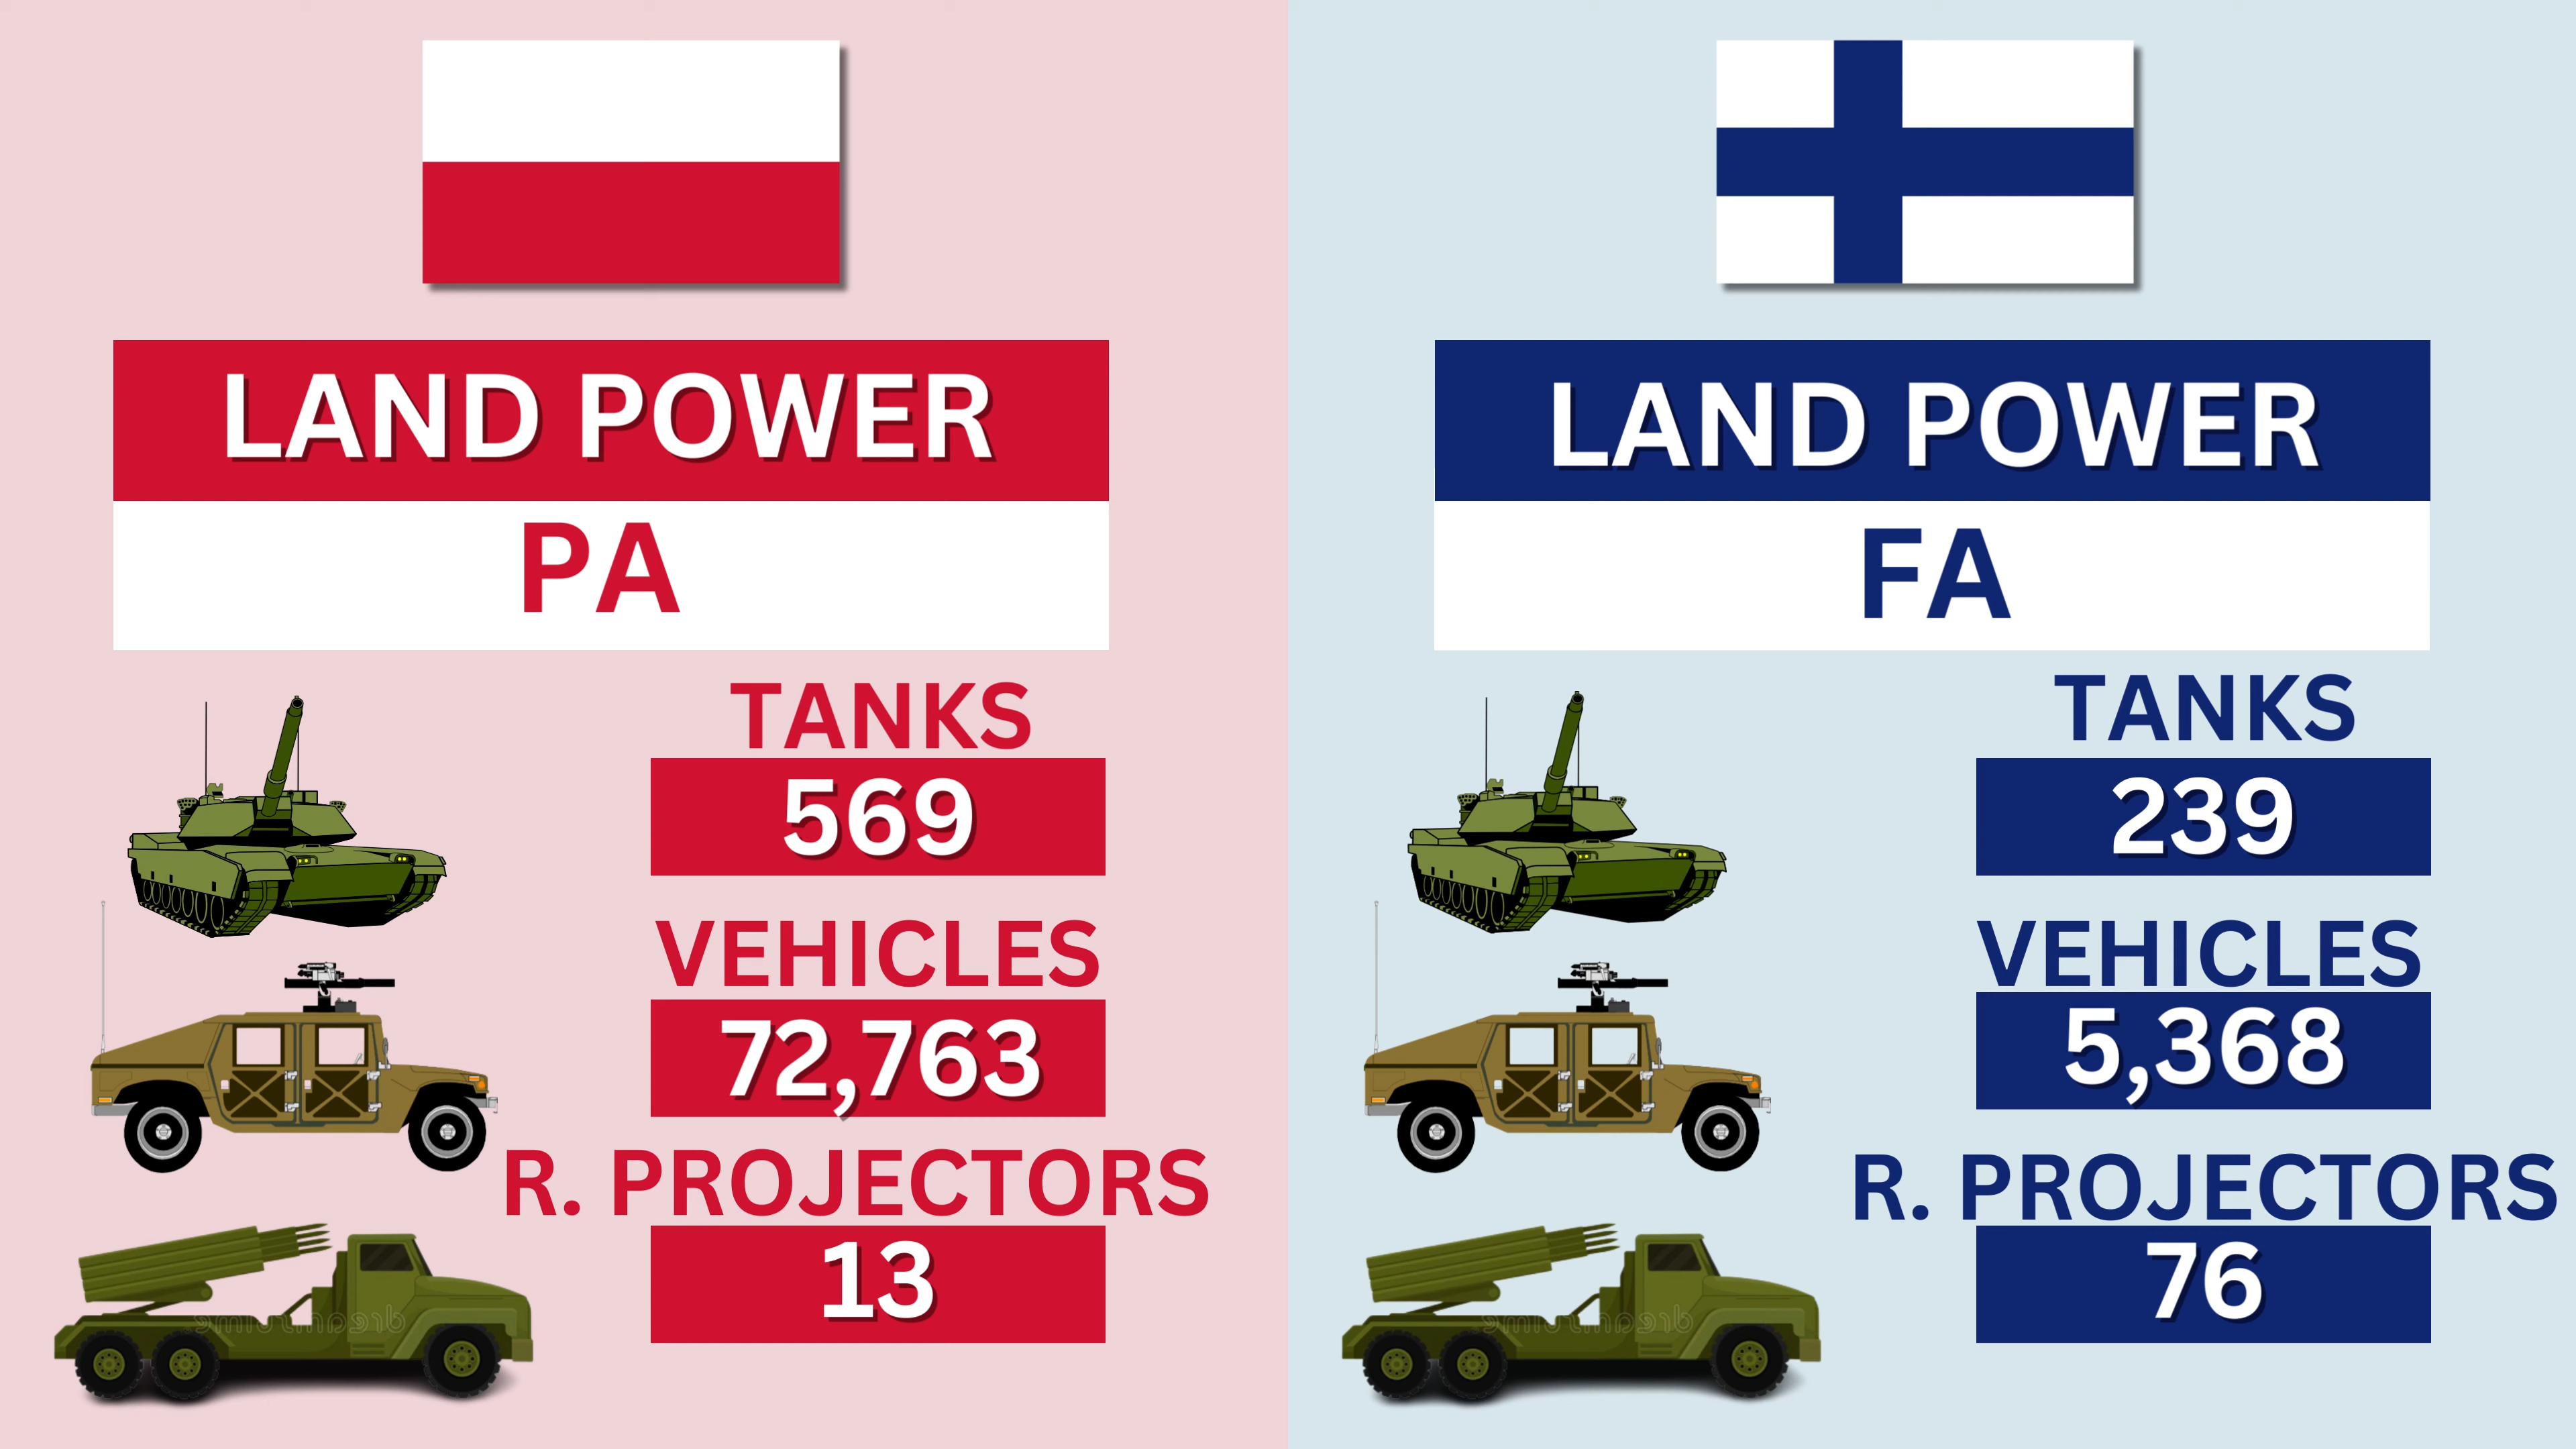 LAND POWER
PA
TANKS
569
VEHICLES
72,763
R. PROJECTORS
13
LAND POWER
FA
TANKS
239
VEHICLES
5,368
R. PROJECTORS
76